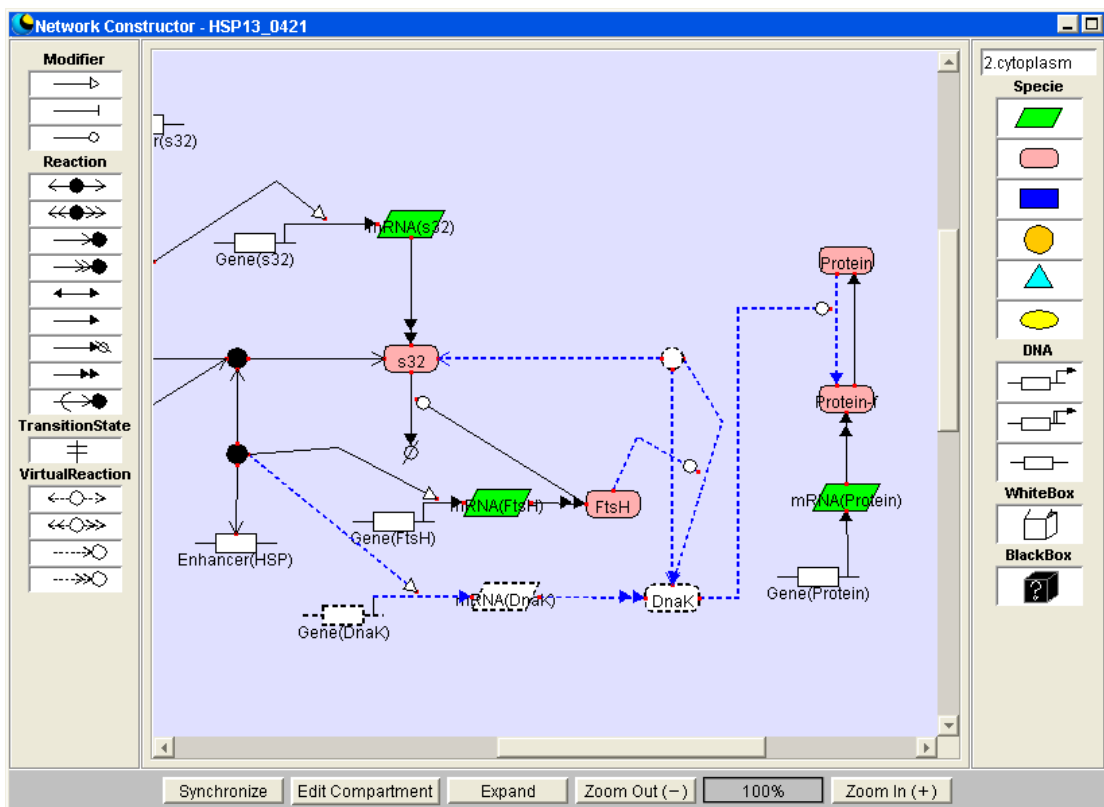 Network Constructor - HSP13_0421
Modifier
Reaction
TransitionState
VirtualReaction
r(s32)
mRNA(s32)
Gene(s32)
Protein
s32
Protein-f
mRNA(FtsH)
FtsH
mRNA(Protein)
Gene(FtsH)
Enhancer(HSP)
Gene(Protein)
mRNA(DnaK)
DnaK
Gene(DnaK)
2.cytoplasm
Specie
DNA
WhiteBox
BlackBox
?
Synchronize
Edit Compartment
Expand
Zoom Out (−)
100%
Zoom In (+)